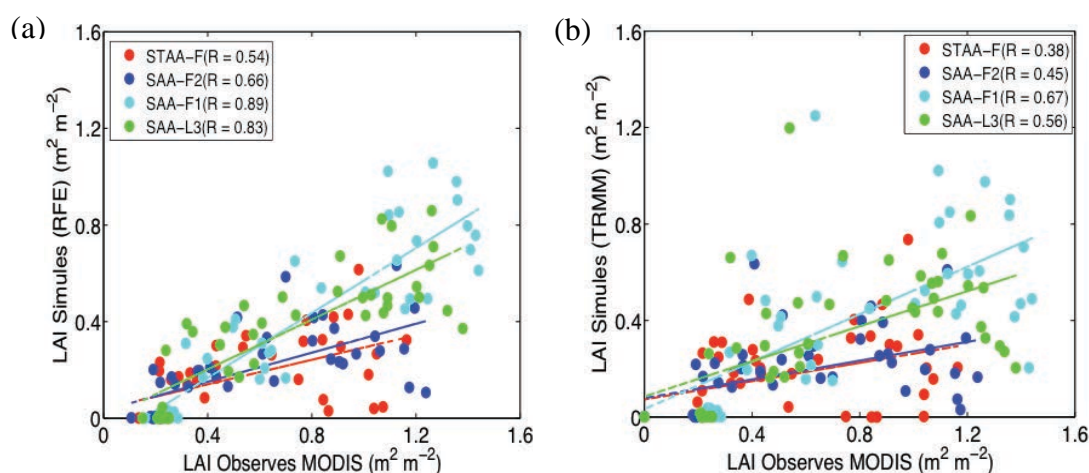 (a)
1.6
1.2
0.8
0.4
0
0.4
0.8
1.2
1.6
LAI Simules (RFE) (m² m⁻²)
LAI Observes MODIS (m² m⁻²)
STAA-F(R = 0.54)
SAA-F2(R = 0.66)
SAA-F1(R = 0.89)
SAA-L3(R = 0.83)
(b)
1.6
1.2
0.8
0.4
0
0
0.4
0.8
1.2
1.6
LAI Simules (TRMM) (m² m⁻²)
LAI Observes MODIS (m² m⁻²)
STAA-F(R = 0.38)
SAA-F2(R = 0.45)
SAA-F1(R = 0.67)
SAA-L3(R = 0.56)